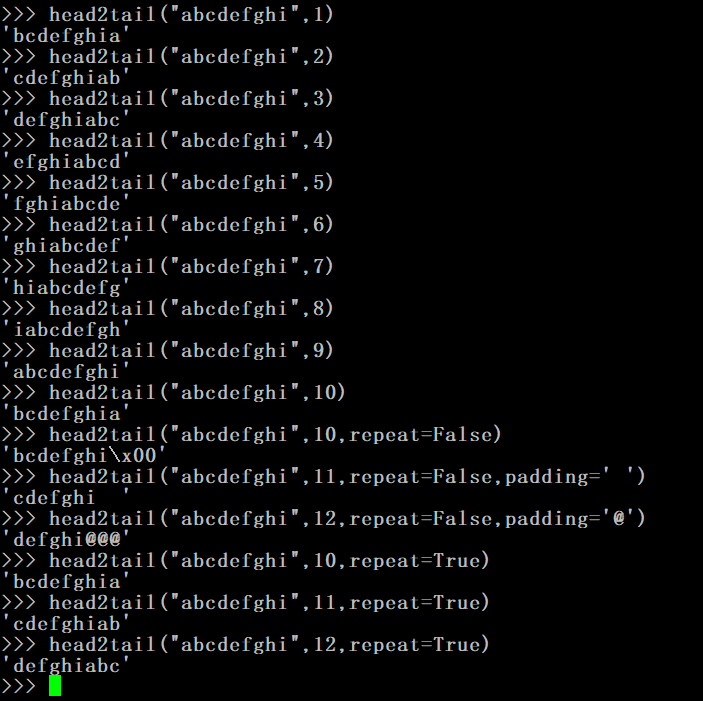 >>> head2tail("abcdefghi",1)
'bcdefghia'
>>> head2tail("abcdefghi",2)
'cdefghiab'
>>> head2tail("abcdefghi",3)
'defghiabc'
>>> head2tail("abcdefghi",4)
'efghiabcd'
>>> head2tail("abcdefghi",5)
'fghiabcde'
>>> head2tail("abcdefghi",6)
'ghiabcdef'
>>> head2tail("abcdefghi",7)
'hiabcdefg'
>>> head2tail("abcdefghi",8)
'iabcdefgh'
>>> head2tail("abcdefghi",9)
'abcdefghi'
>>> head2tail("abcdefghi",10)
'bcdefghia'
>>> head2tail("abcdefghi",10,repeat=False)
'bcdefghi\x00'
>>> head2tail("abcdefghi",11,repeat=False,padding=' ')
'cdefghi  '
>>> head2tail("abcdefghi",12,repeat=False,padding='@')
'defghi@@@'
>>> head2tail("abcdefghi",10,repeat=True)
'bcdefghia'
>>> head2tail("abcdefghi",11,repeat=True)
'cdefghiab'
>>> head2tail("abcdefghi",12,repeat=True)
'defghiabc'
>>>